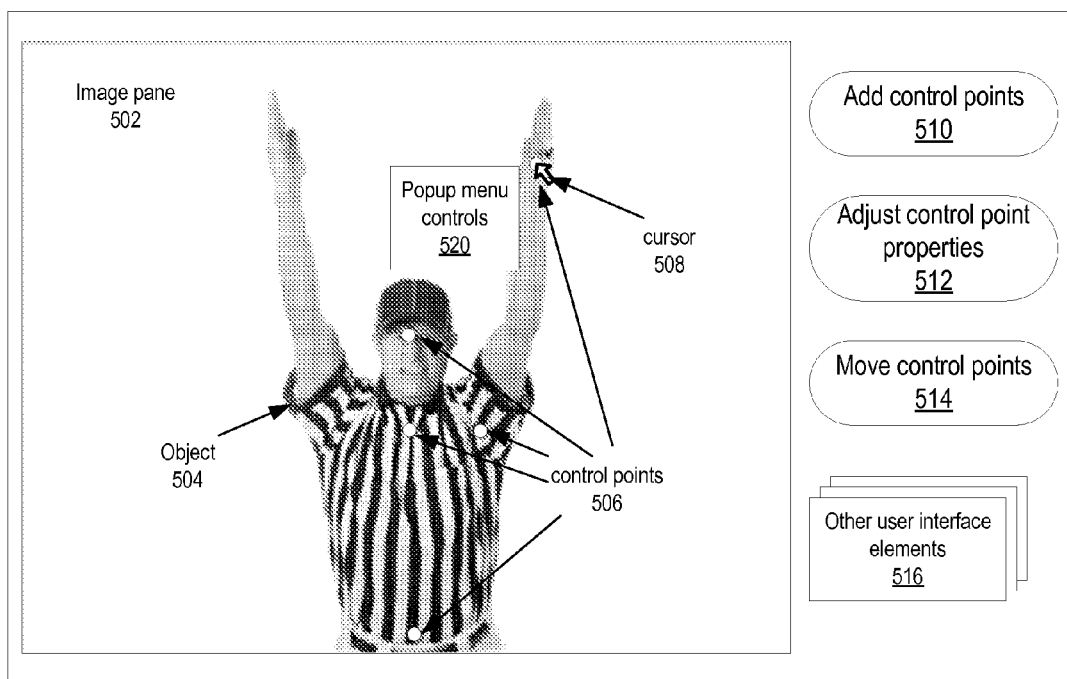 Image pane
502
Popup menu
controls
520
cursor
508
Object
504
control points
506
Add control points
510
Adjust control point
properties
512
Move control points
514
Other user interface
elements
516